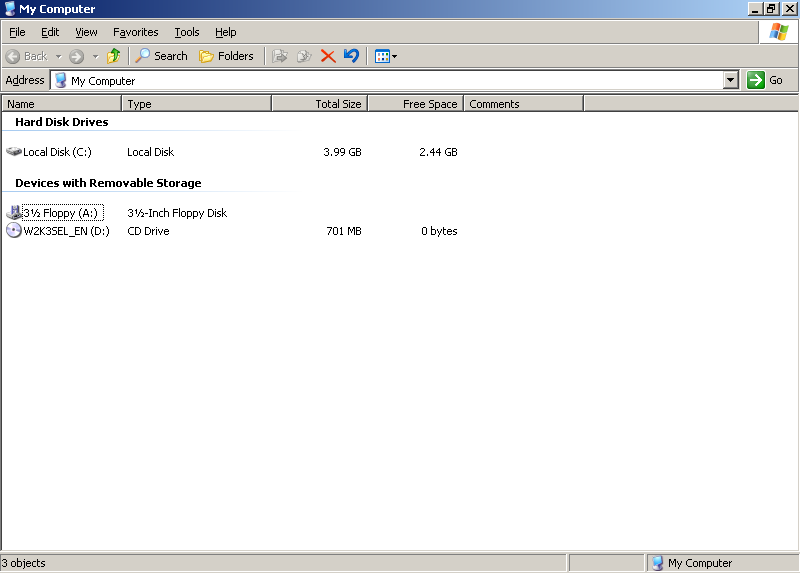 My Computer
File Edit View Favorites Tools Help
Back Search Folders
Address My Computer Go
Name Type Total Size Free Space Comments
Hard Disk Drives
Local Disk (C:) Local Disk 3.99 GB 2.44 GB
Devices with Removable Storage
3½ Floppy (A:) 3½-Inch Floppy Disk
W2K3SEL_EN (D:) CD Drive 701 MB 0 bytes
3 objects My Computer